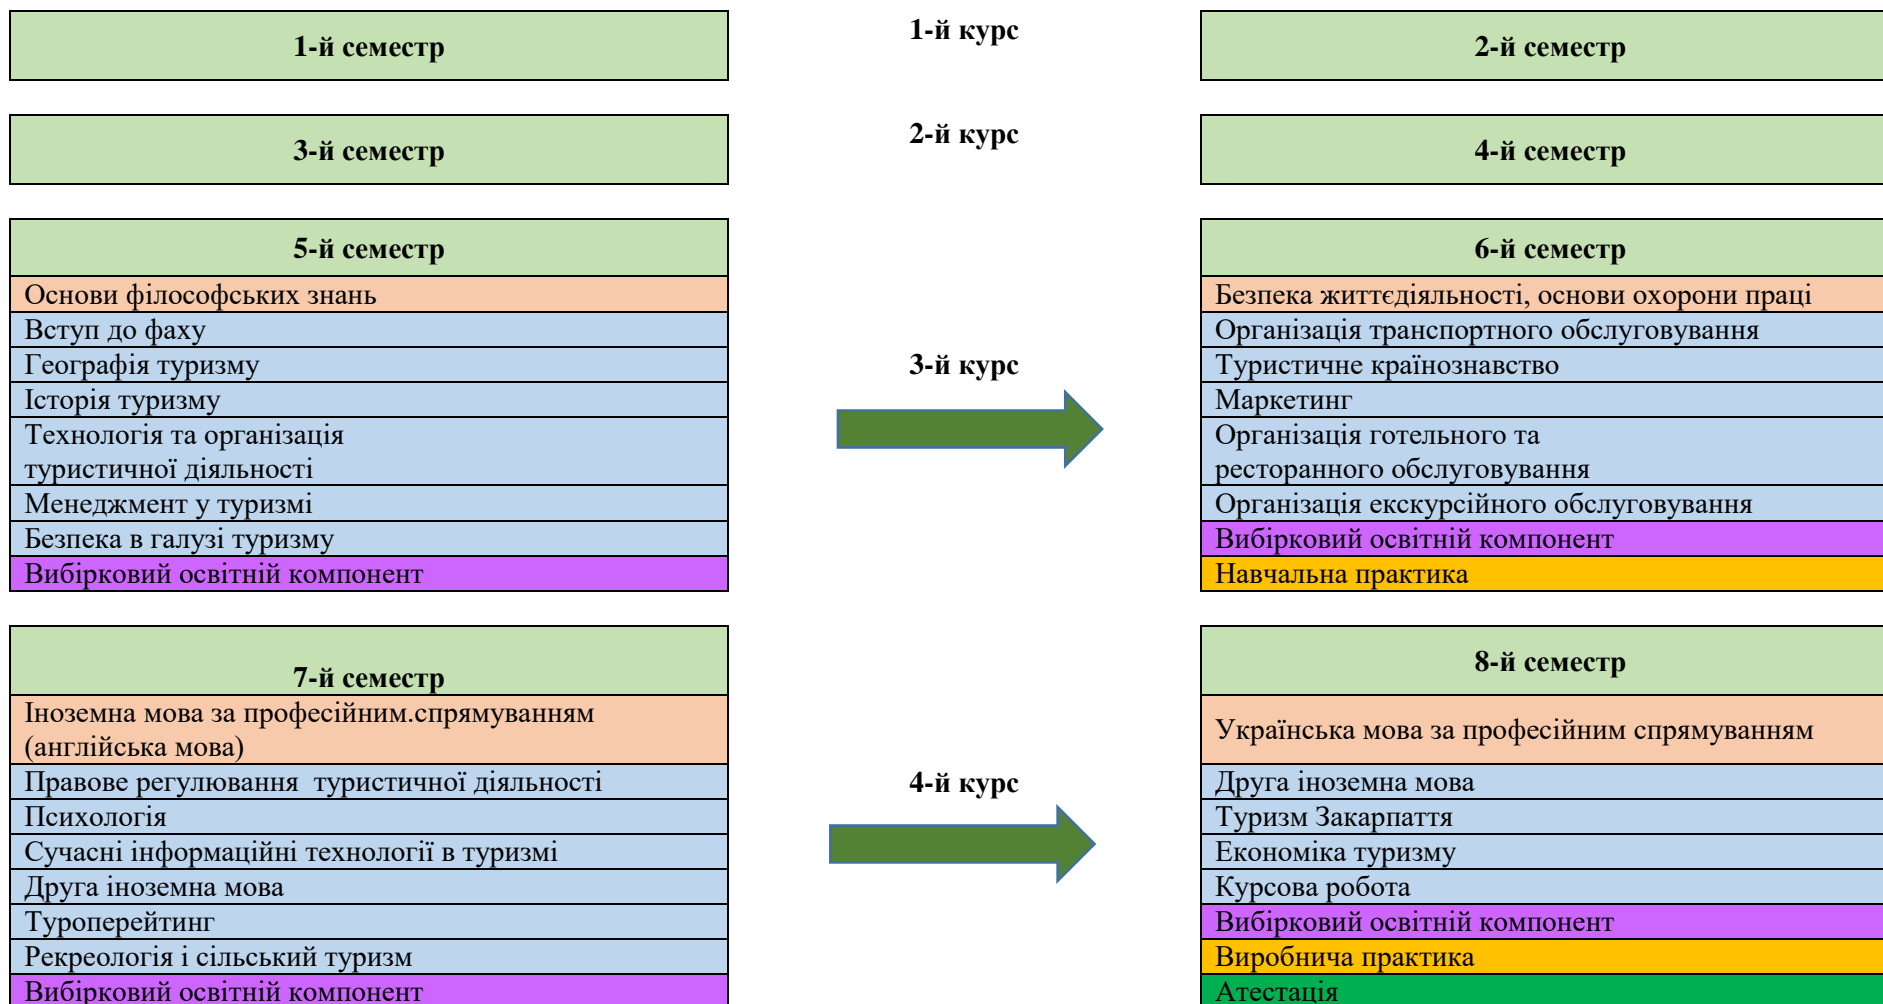 1-й курс
1-й семестр
2-й семестр
2-й курс
3-й семестр
4-й семестр
5-й семестр
Основи філософських знань
Вступ до фаху
Географія туризму
Історія туризму
Технологія та організація
туристичної діяльності
Менеджмент у туризмі
Безпека в галузі туризму
Вибірковий освітній компонент
3-й курс
6-й семестр
Безпека життєдіяльності, основи охорони праці
Організація транспортного обслуговування
Туристичне країнознавство
Маркетинг
Організація готельного та
ресторанного обслуговування
Організація екскурсійного обслуговування
Вибірковий освітній компонент
Навчальна практика
7-й семестр
Іноземна мова за професійним.спрямуванням
(англійська мова)
Правове регулювання  туристичної діяльності
Психологія
Сучасні інформаційні технології в туризмі
Друга іноземна мова
Туроперейтинг
Рекреологія і сільський туризм
Вибірковий освітній компонент
4-й курс
8-й семестр
Українська мова за професійним спрямуванням
Друга іноземна мова
Туризм Закарпаття
Економіка туризму
Курсова робота
Вибірковий освітній компонент
Виробнича практика
Атестація